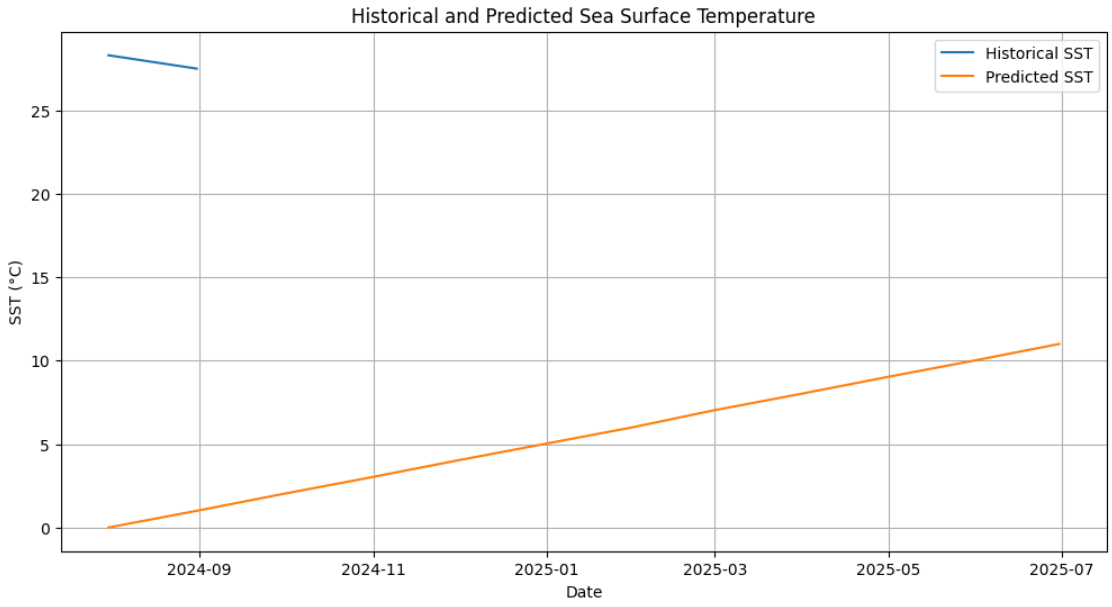 Historical and Predicted Sea Surface Temperature
Historical SST
Predicted SST
SST (°C)
25
20
15
10
5
0
2024-09
2024-11
2025-01
2025-03
2025-05
2025-07
Date